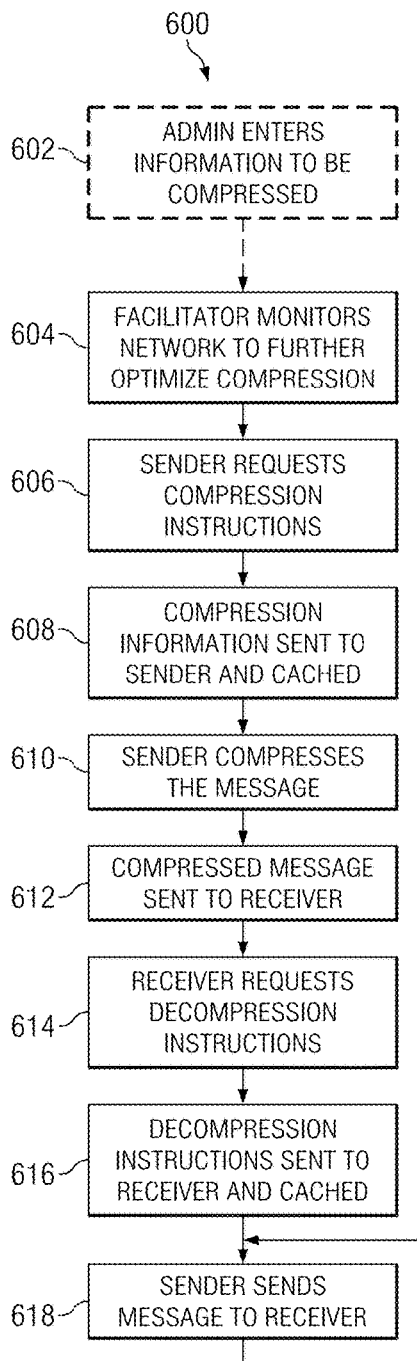 600
602
ADMIN ENTERS
INFORMATION TO BE
COMPRESSED
604
FACILITATOR MONITORS
NETWORK TO FURTHER
OPTIMIZE COMPRESSION
606
SENDER REQUESTS
COMPRESSION
INSTRUCTIONS
608
COMPRESSION
INFORMATION SENT TO
SENDER AND CACHED
610
SENDER COMPRESSES
THE MESSAGE
612
COMPRESSED MESSAGE
SENT TO RECEIVER
614
RECEIVER REQUESTS
DECOMPRESSION
INSTRUCTIONS
616
DECOMPRESSION
INSTRUCTIONS SENT TO
RECEIVER AND CACHED
618
SENDER SENDS
MESSAGE TO RECEIVER